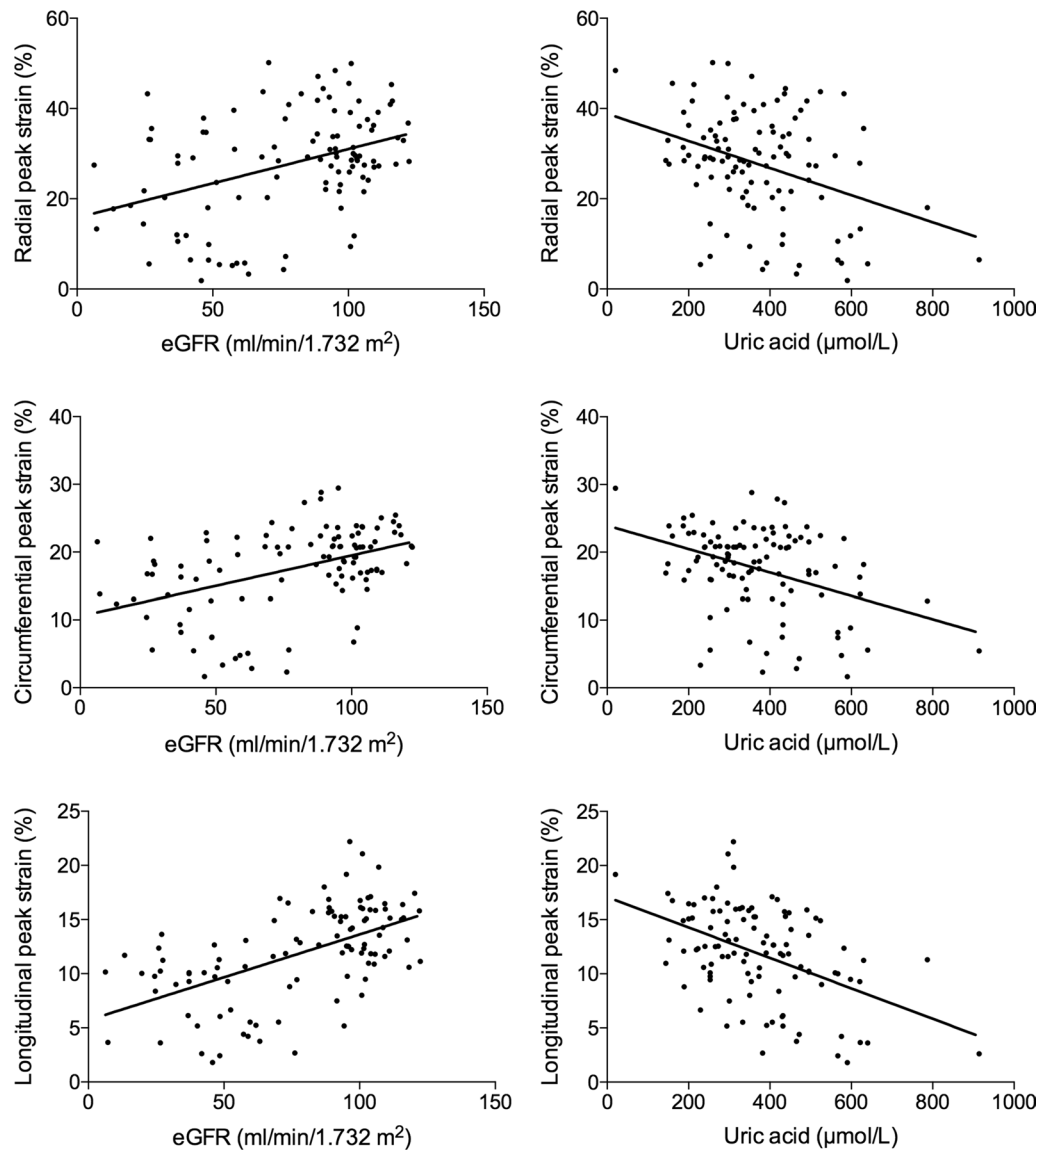 Radial peak strain (%)
60
40
20
0
0 50 100 150
eGFR (ml/min/1.732 m²)
Radial peak strain (%)
60
40
20
0
0 200 400 600 800 1000
Uric acid (µmol/L)
Circumferential peak strain (%)
40
30
20
10
0
0 50 100 150
eGFR (ml/min/1.732 m²)
Circumferential peak strain (%)
40
30
20
10
0
0 200 400 600 800 1000
Uric acid (µmol/L)
Longitudinal peak strain (%)
25
20
15
10
5
0
0 50 100 150
eGFR (ml/min/1.732 m²)
Longitudinal peak strain (%)
25
20
15
10
5
0
0 200 400 600 800 1000
Uric acid (µmol/L)